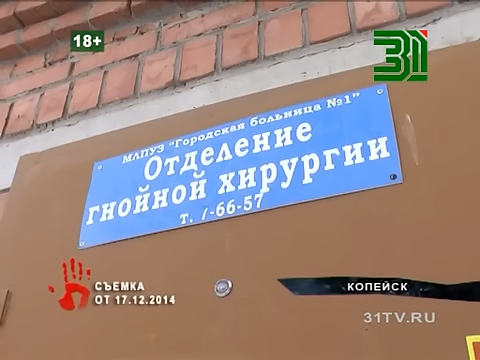 18+
31
МЛПУЗ "Городская больница №1"
Отделение
гнойной хирургии
т. 7-66-57
СЪЕМКА
ОТ 17.12.2014
КОПЕЙСК
31TV.RU